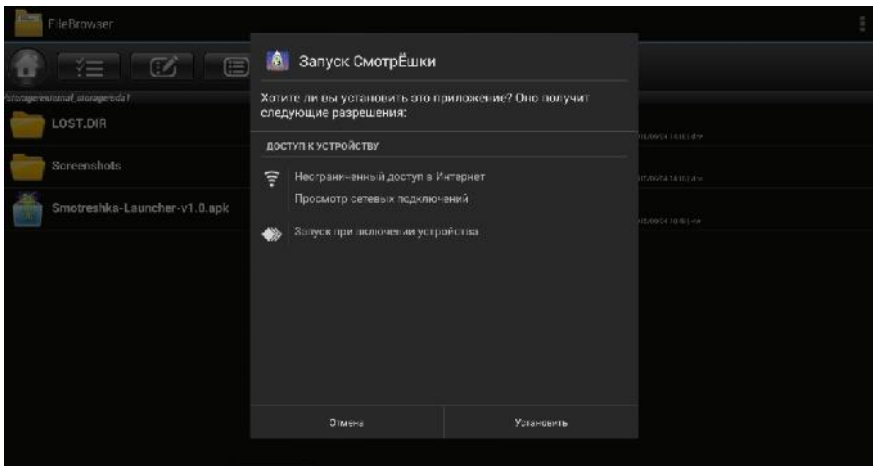 FileBrowser
Запуск СмотрЁшки
Хотите ли вы установить это приложение? Оно получит
следующие разрешения:
ДОСТУП К УСТРОЙСТВУ
Неограниченный доступ в Интернет
Просмотр сетевых подключений
Запуск при включении устройства
/storage/external_storage/sda1
LOST.DIR
Screenshots
Smotreshka-Launcher-v1.0.apk
Отмена
Установить